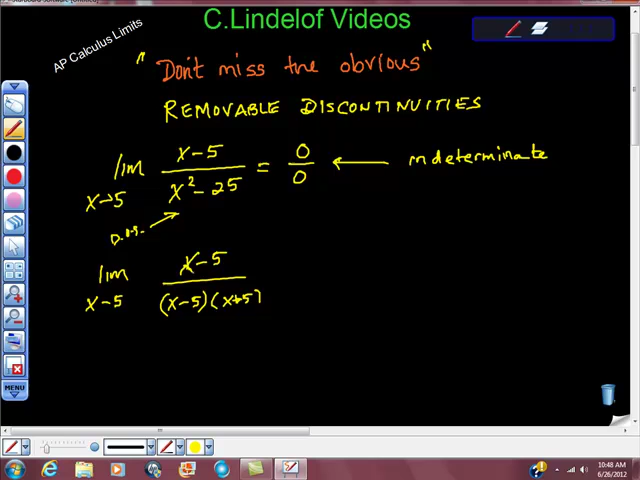 C.Lindelof Videos
AP Calculus Limits
"Don't miss the obvious"
REMOVABLE DISCONTINUITIES
lim x→5 x-5 / x² - 25 = 0/0 ← indeterminate
D.O.S.
lim x-5 x-5 / (x-5)(x+5)
MENU
10:48 AM
6/26/2012